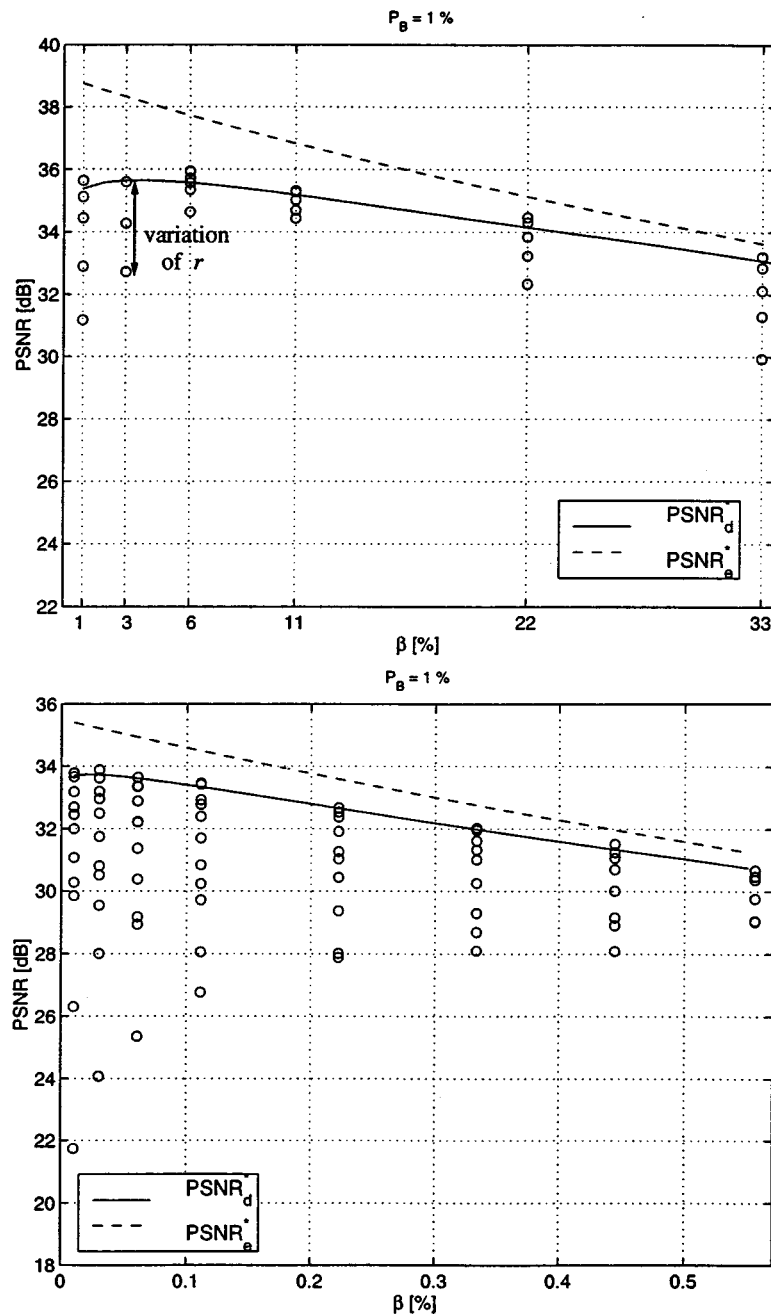 P_B = 1 %
40
38
36
34
32
30
28
26
24
22
PSNR [dB]
variation
of r
PSNR*_d
PSNR*_e
1 3 6 11 22 33
β [%]
P_B = 1 %
36
34
32
30
28
26
24
22
20
18
PSNR [dB]
PSNR*_d
PSNR*_e
0 0.1 0.2 0.3 0.4 0.5
β [%]